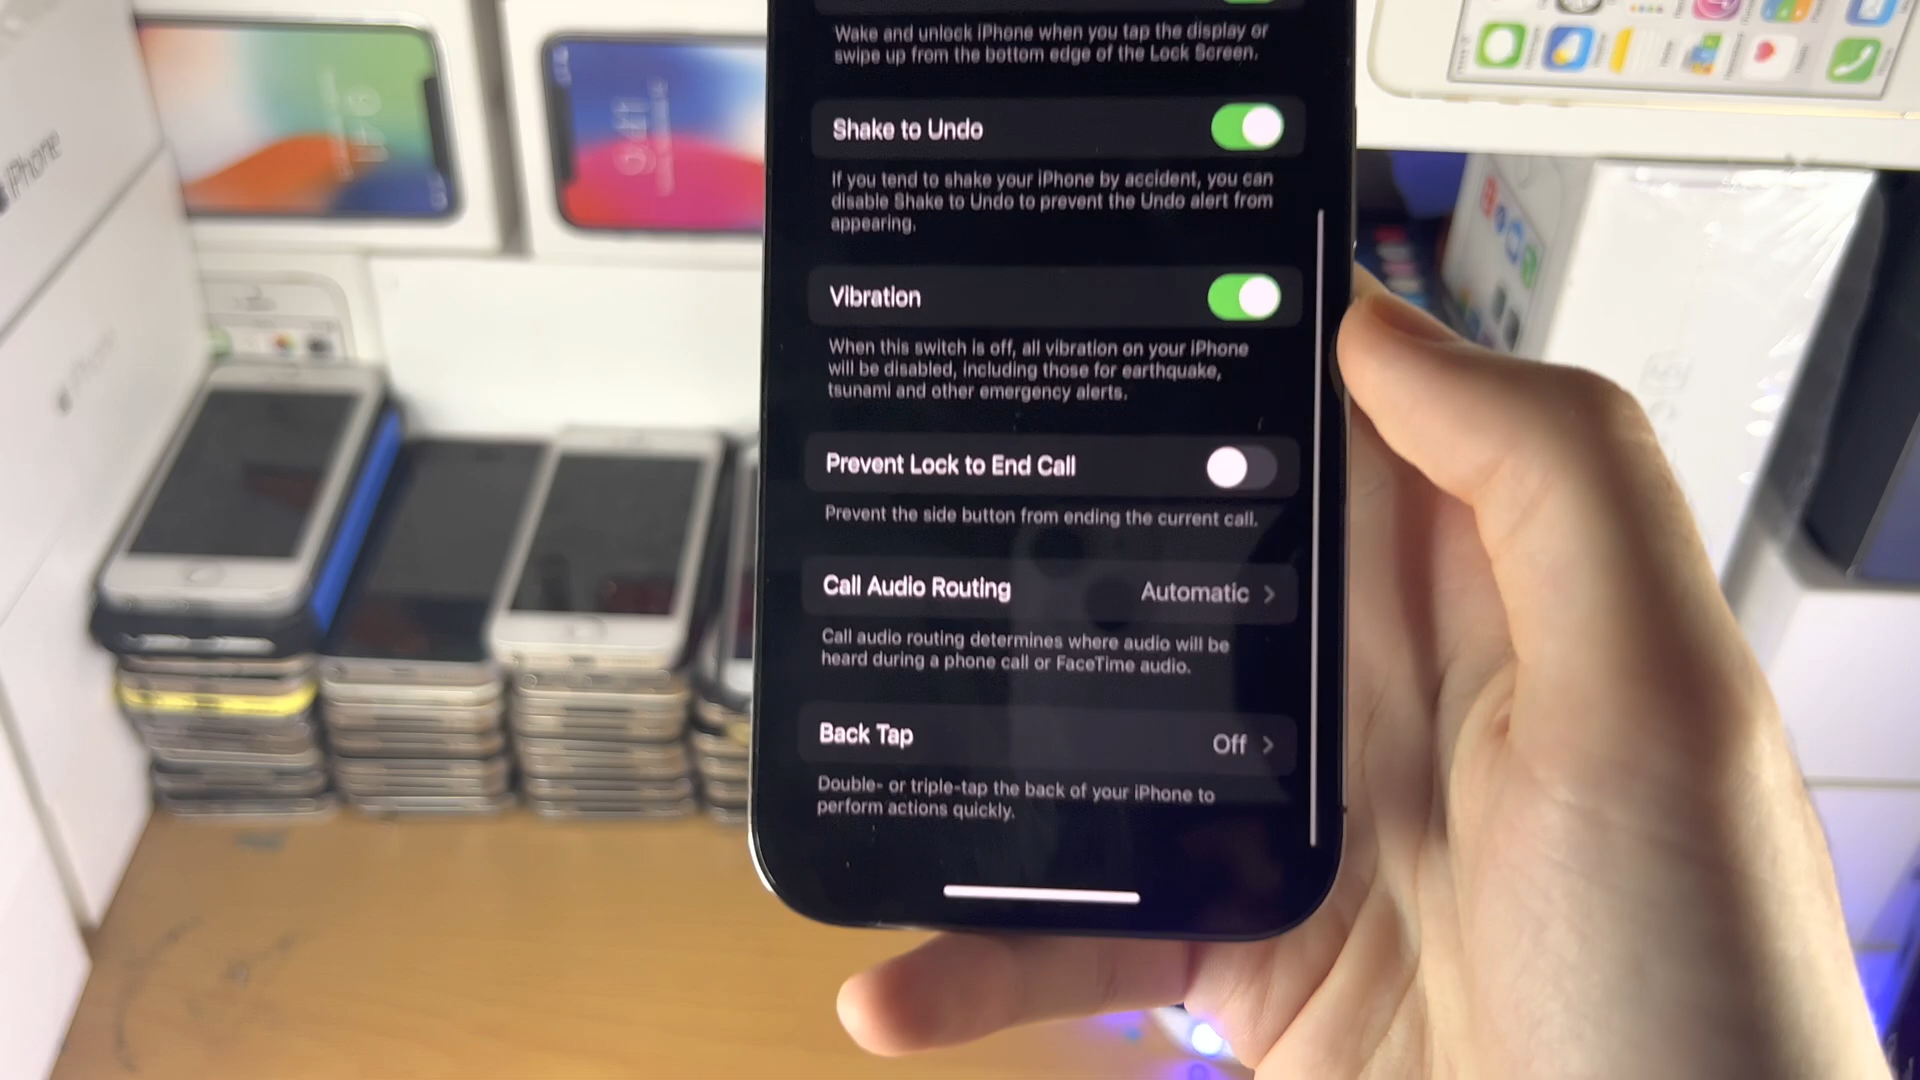 iPhone
Wake and unlock iPhone when you tap the display or
swipe up from the bottom edge of the Lock Screen.
Shake to Undo
If you tend to shake your iPhone by accident, you can
disable Shake to Undo to prevent the Undo alert from
appearing.
Vibration
When this switch is off, all vibration on your iPhone
will be disabled, including those for earthquake,
tsunami and other emergency alerts.
Prevent Lock to End Call
Prevent the side button from ending the current call.
Call Audio Routing Automatic
Call audio routing determines where audio will be
heard during a phone call or FaceTime audio.
Back Tap Off
Double- or triple-tap the back of your iPhone to
perform actions quickly.
iPhone
9:41
9:41